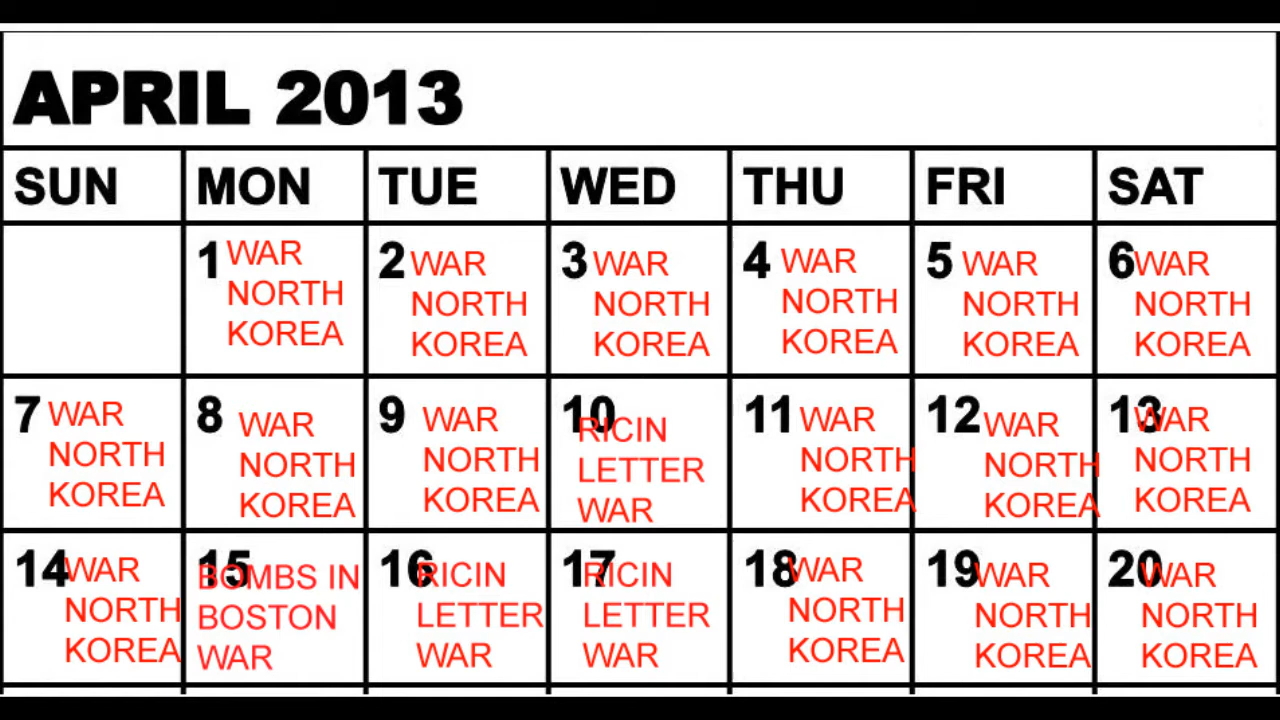 APRIL 2013
SUN MON TUE WED THU FRI SAT
1 WAR NORTH KOREA
2 WAR NORTH KOREA
3 WAR NORTH KOREA
4 WAR NORTH KOREA
5 WAR NORTH KOREA
6 WAR NORTH KOREA
7 WAR NORTH KOREA
8 WAR NORTH KOREA
9 WAR NORTH KOREA
10 RICIN LETTER WAR
11 WAR NORTH KOREA
12 WAR NORTH KOREA
13 WAR NORTH KOREA
14 WAR NORTH KOREA
15 BOMBS IN BOSTON WAR
16 RICIN LETTER WAR
17 RICIN LETTER WAR
18 WAR NORTH KOREA
19 WAR NORTH KOREA
20 WAR NORTH KOREA